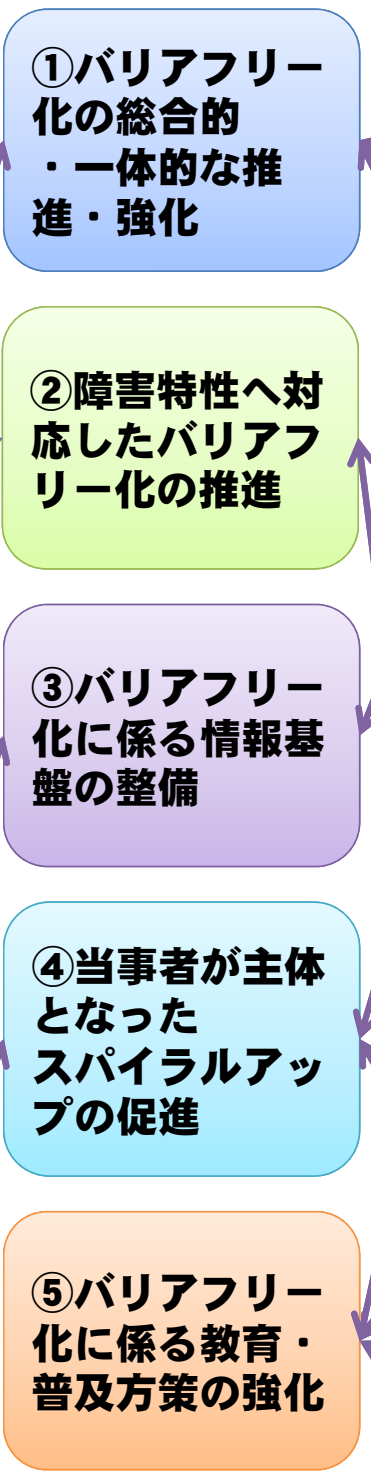 ①バリアフリー
化の総合的
・一体的な推
進・強化
②障害特性へ対
応したバリアフ
リー化の推進
③バリアフリー
化に係る情報基
盤の整備
④当事者が主体
となった
スパイラルアッ
プの促進
⑤バリアフリー
化に係る教育・
普及方策の強化